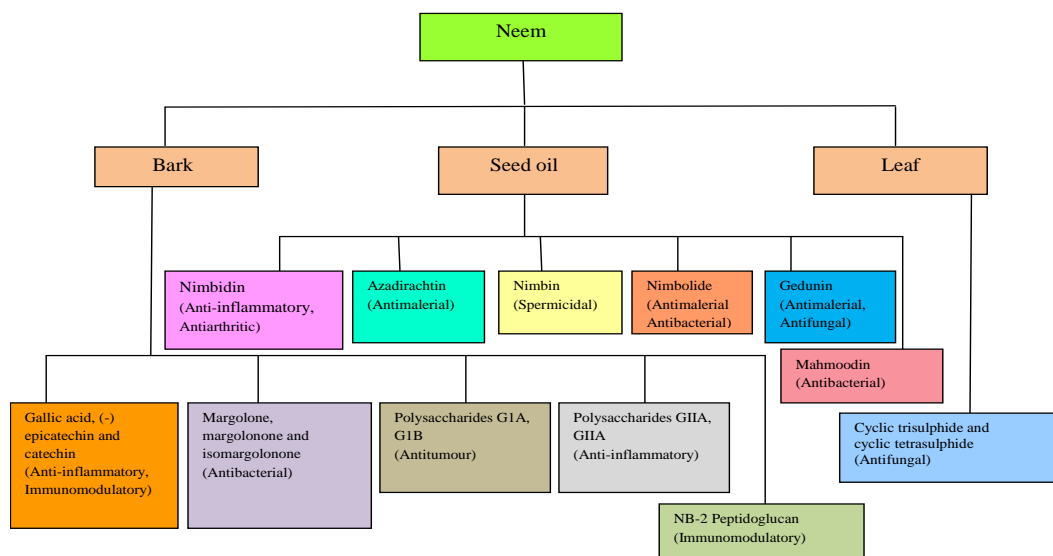 Neem
Bark
Seed oil
Leaf
Nimbidin
(Anti-inflammatory,
Antiarthritic)
Azadirachtin
(Antimalerial)
Nimbin
(Spermicidal)
Nimbolide
(Antimalerial
Antibacterial)
Gedunin
(Antimalerial,
Antifungal)
Mahmoodin
(Antibacterial)
Gallic acid, (-)
epicatechin and
catechin
(Anti-inflammatory,
Immunomodulatory)
Margolone,
margolonone and
isomargolonone
(Antibacterial)
Polysaccharides G1A,
G1B
(Antitumour)
Polysaccharides GIIA,
GIIA
(Anti-inflammatory)
Cyclic trisulphide and
cyclic tetrasulphide
(Antifungal)
NB-2 Peptidoglucan
(Immunomodulatory)